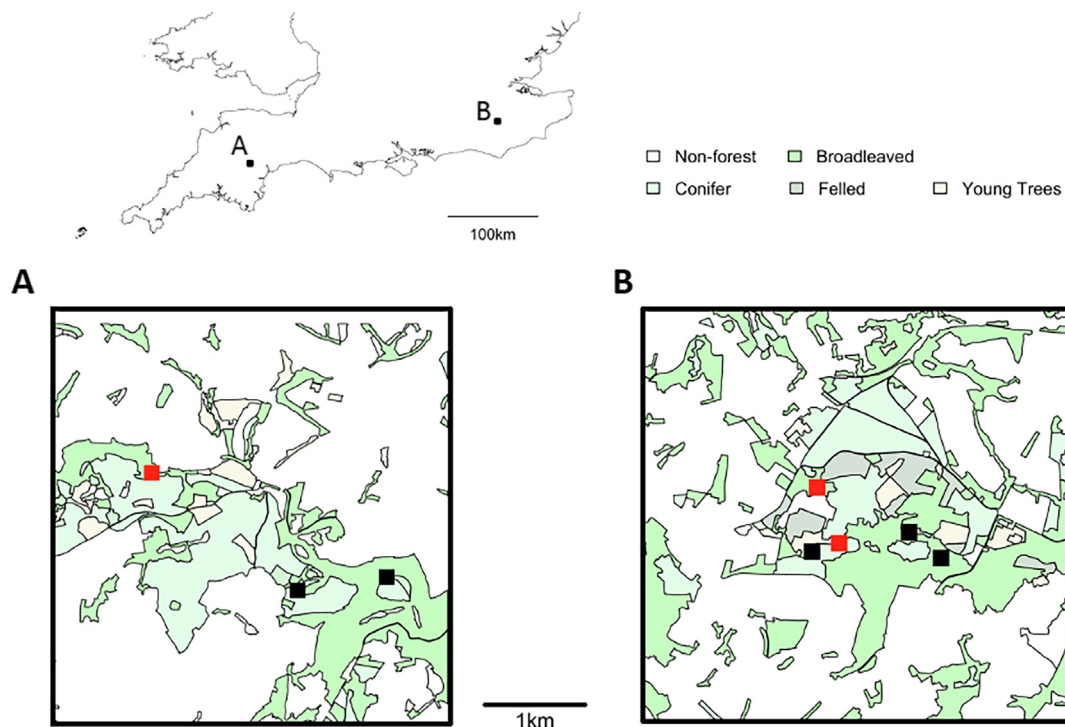 A
B
100km
Non-forest
Broadleaved
Conifer
Felled
Young Trees
A
B
1km